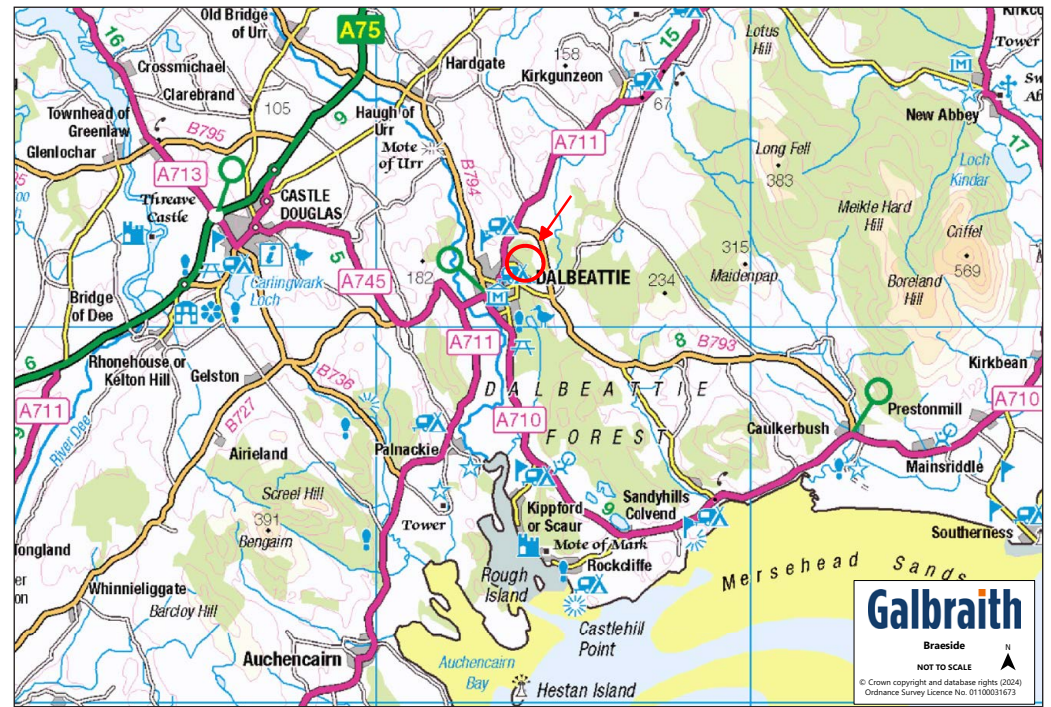 Old Bridge
of Urr
A75
16
Crossmichael
Clarebrand
105
Hardgate
158
Kirkgunzeon
15
67
Lotus
Hill
Tower
New Abbey
17
Townhead of
Greenlaw
B795
9
Haugh of
Urr
Mote
of Urr
Glenlochar
A713
B794
A711
Long Fell
383
Loch
Kindar
Threave
Castle
CASTLE
DOUGLAS
Meikle Hard
Hill
Criffel
569
315
Maidenpap
Boreland
Hill
5
A745
182
DALBEATTIE
234
Carlingwark
Loch
Bridge
of Dee
Rhonehouse or
Kelton Hill
Gelston
A711
8
B793
Kirkbean
6
B736
DALBEATTIE
A711
9
B727
A710
FOREST
Prestonmill
A710
River Dee
Airieland
Palnackie
Caulkerbush
Mainsriddle
Screel Hill
391
Bengairn
Tower
Kippford
or Scaur
9
Sandyhills
Colvend
Southerness
Mote of Mark
Rockcliffe
Rough
Island
Mersehead Sands
Whinnieliggate
Barcloy Hill
Castlehill
Point
Auchencairn
Auchencairn
Bay
Hestan Island
Galbraith
Braeside
N
NOT TO SCALE
© Crown copyright and database rights (2024)
Ordnance Survey Licence No. 01100031673